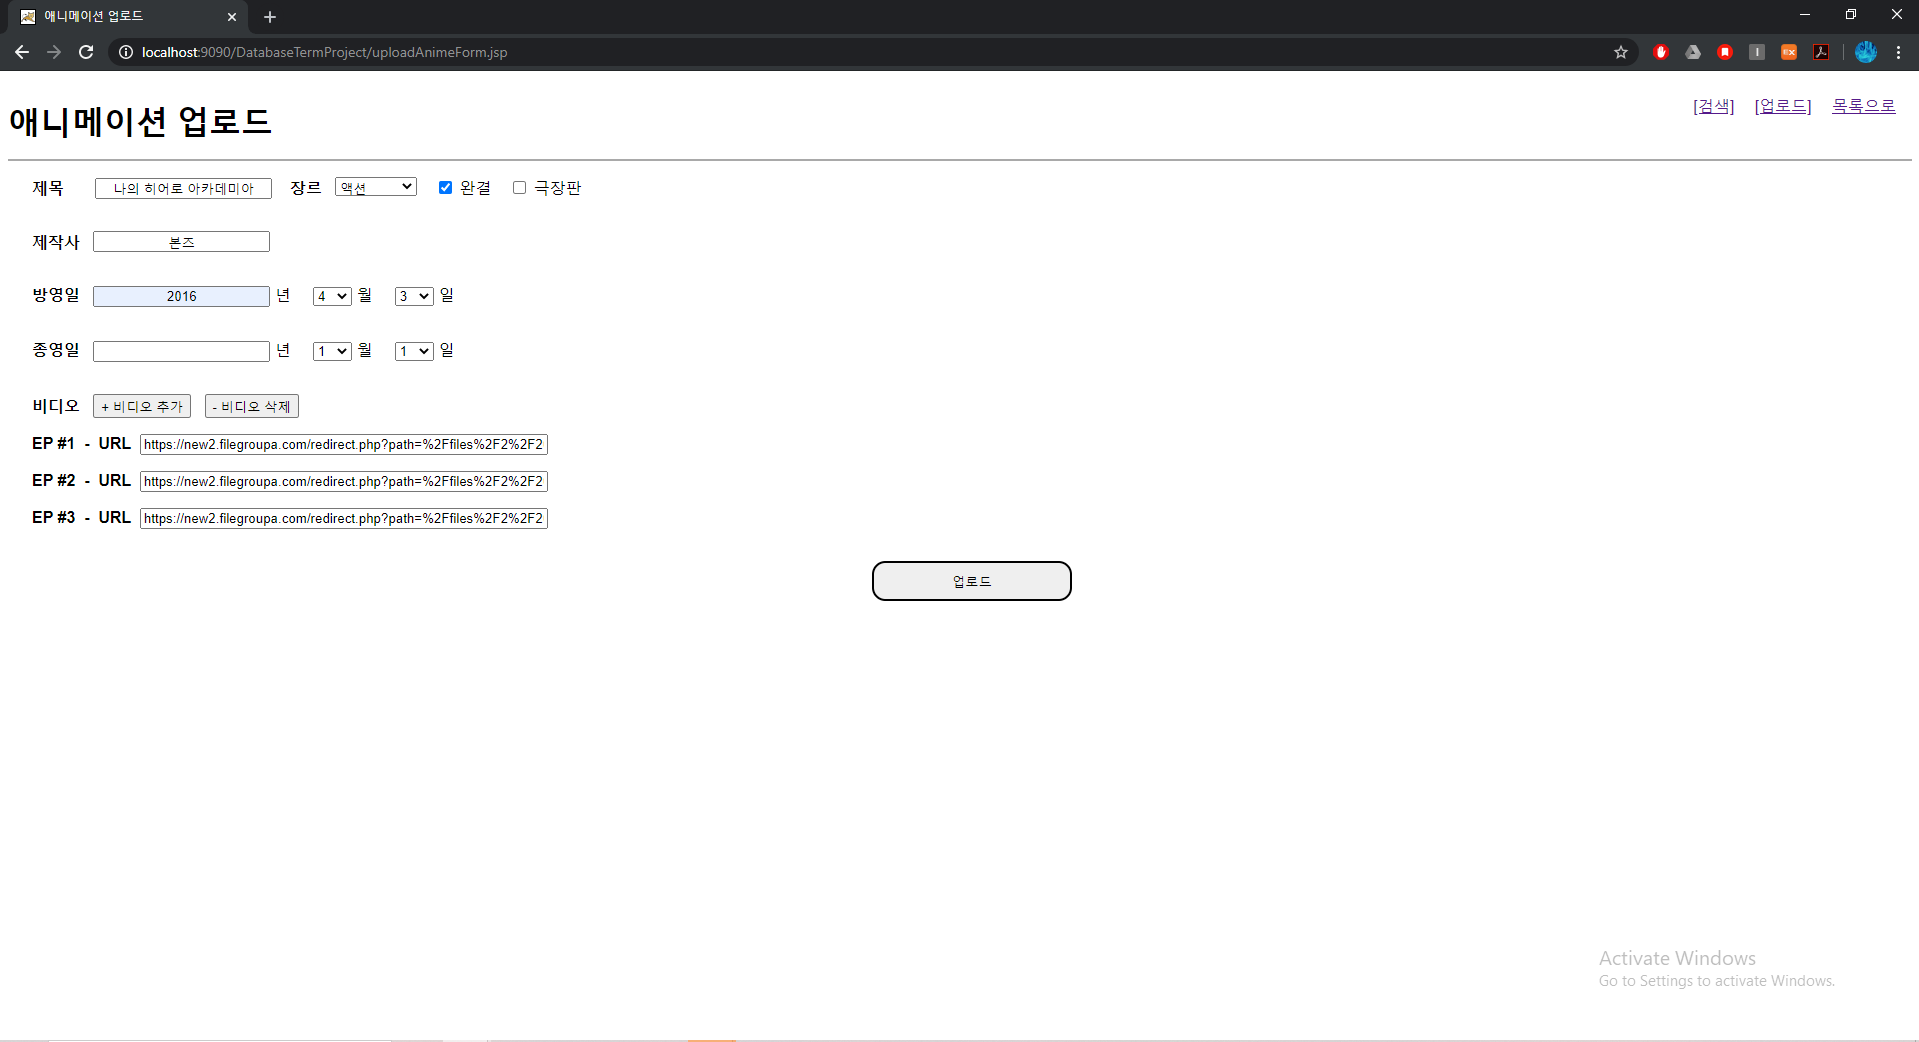 애니메이션 업로드
localhost:9090/DatabaseTermProject/uploadAnimeForm.jsp
애니메이션 업로드
[검색] [업로드] 목록으로
제목 나의 히어로 아카데미아 장르 액션 완결 극장판
제작사 본즈
방영일 2016 년 4 월 3 일
종영일 년 1 월 1 일
비디오 + 비디오 추가 - 비디오 삭제
EP #1 - URL https://new2.filegroupa.com/redirect.php?path=%2Ffiles%2F2%2F2
EP #2 - URL https://new2.filegroupa.com/redirect.php?path=%2Ffiles%2F2%2F2
EP #3 - URL https://new2.filegroupa.com/redirect.php?path=%2Ffiles%2F2%2F2
업로드
Activate Windows
Go to Settings to activate Windows.